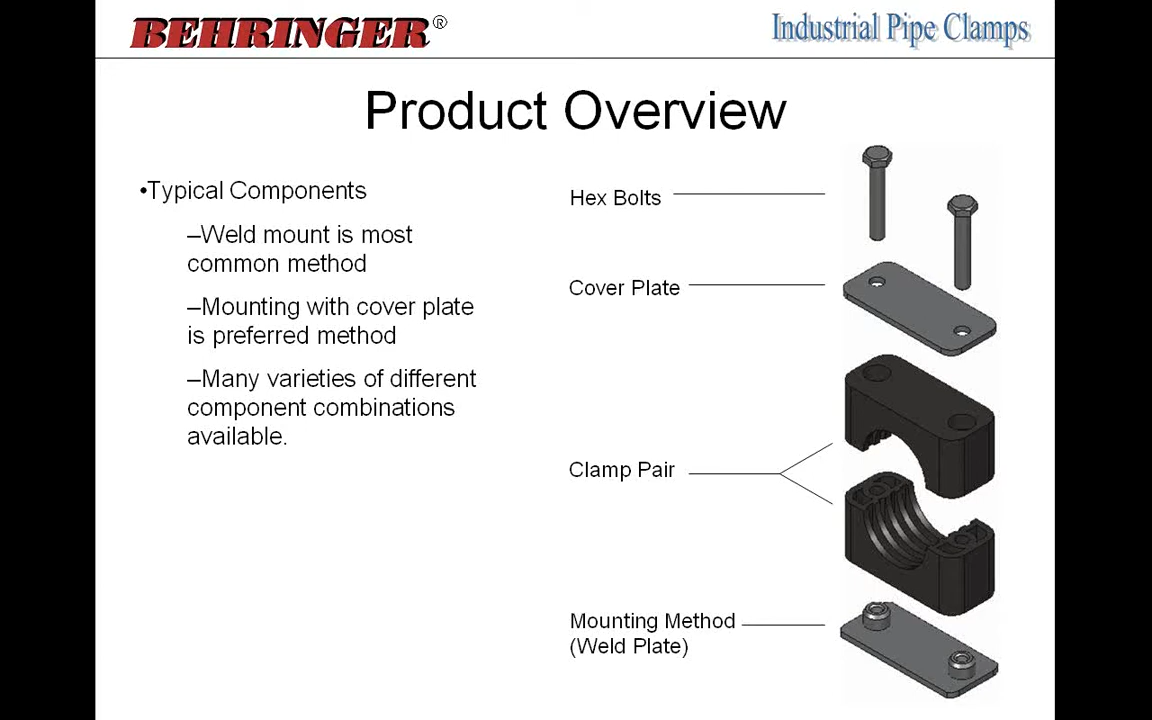 BEHRINGER®
Industrial Pipe Clamps
Product Overview
•Typical Components
–Weld mount is most
common method
–Mounting with cover plate
is preferred method
–Many varieties of different
component combinations
available.
Hex Bolts
Cover Plate
Clamp Pair
Mounting Method
(Weld Plate)